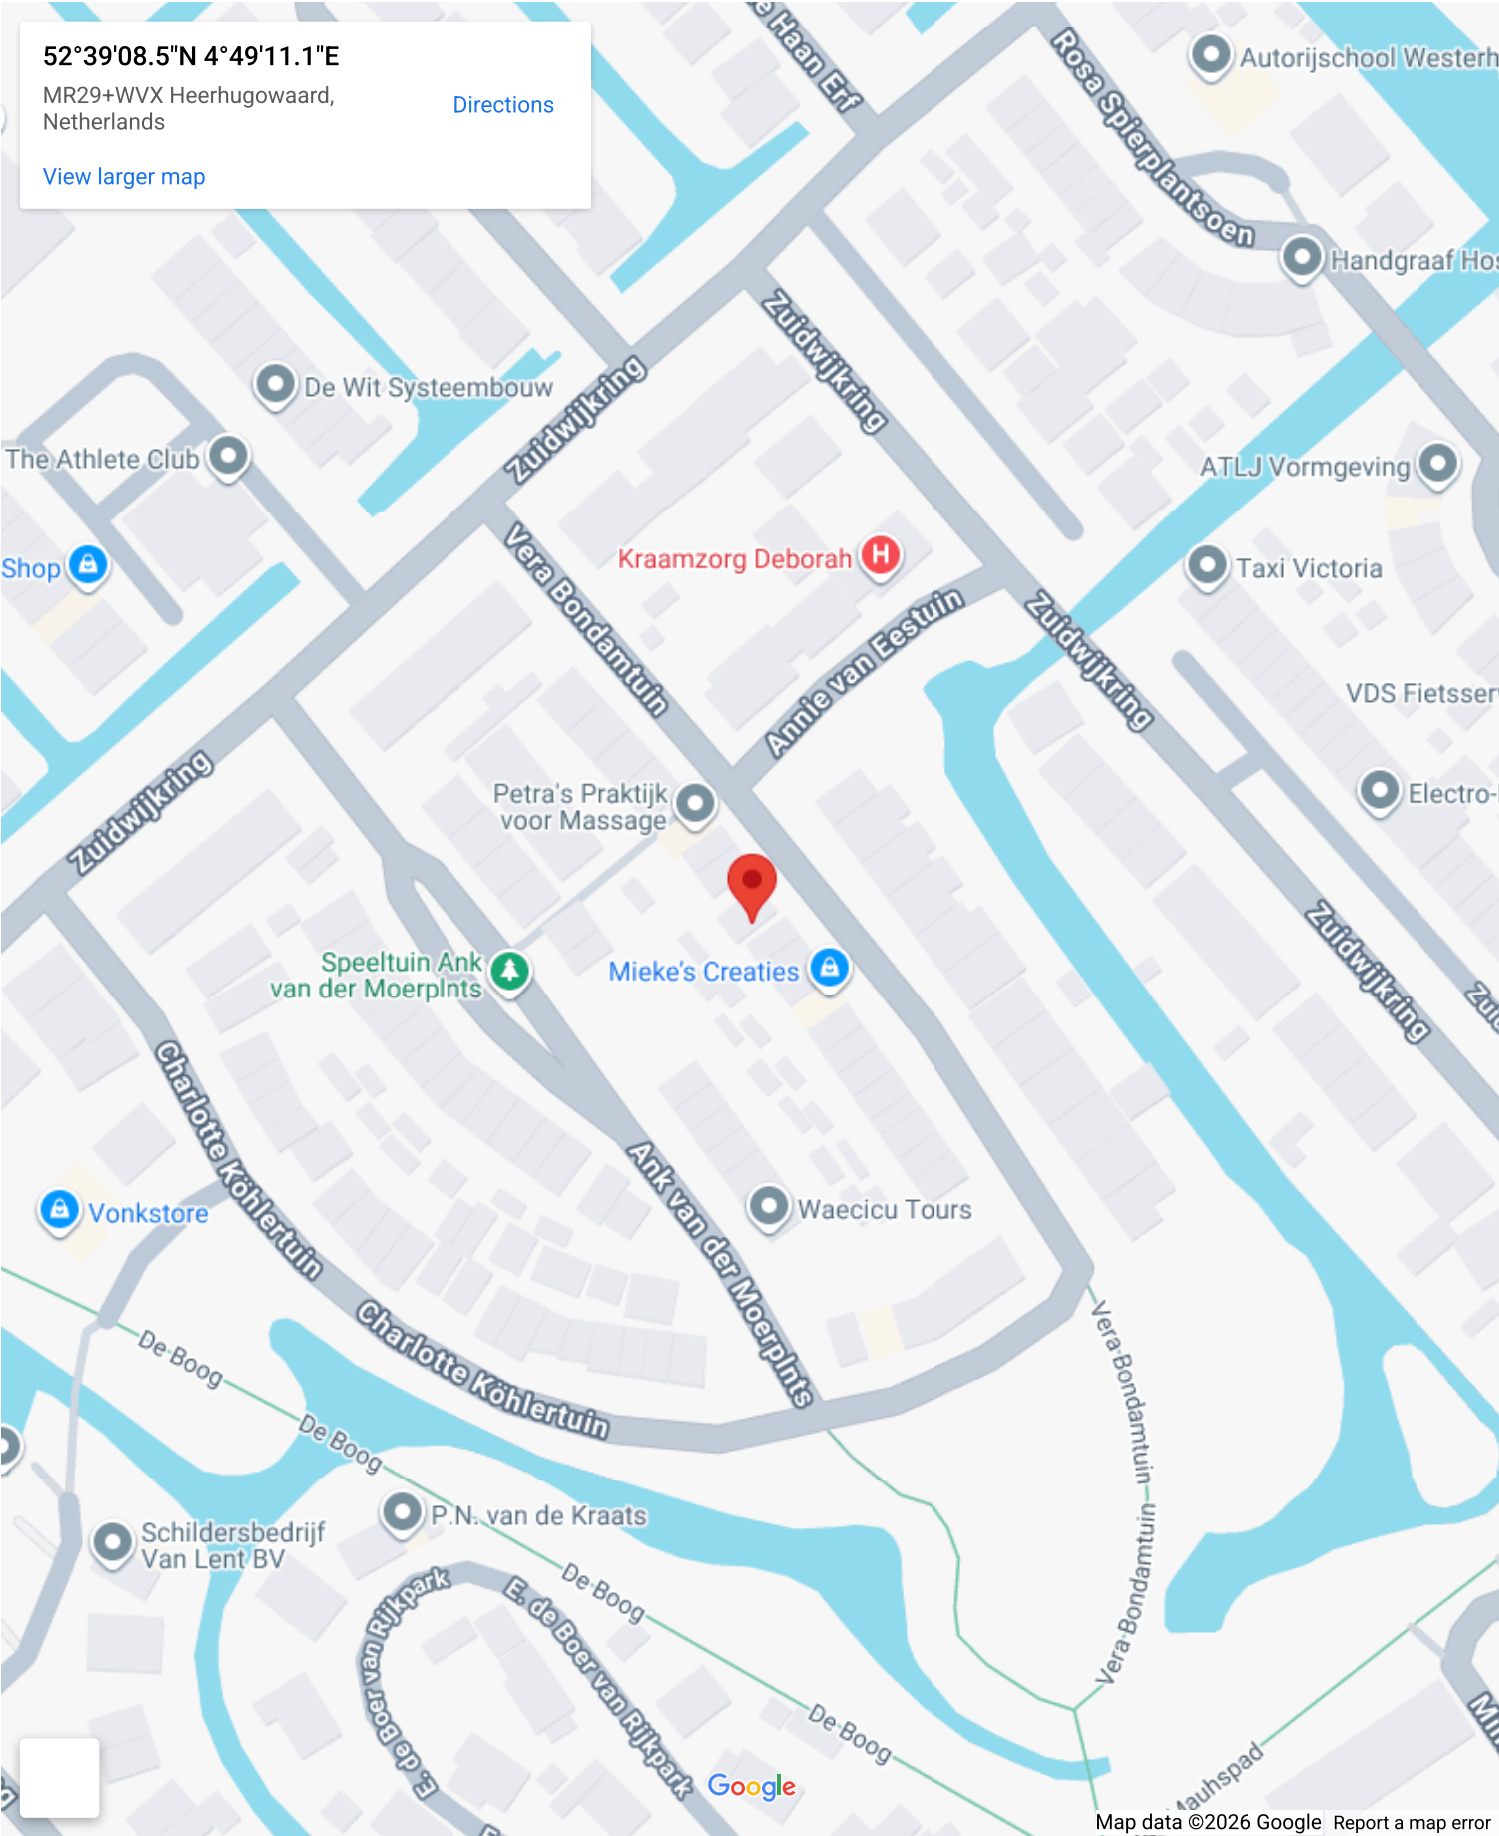 52°39'08.5"N 4°49'11.1"E
MR29+WVX Heerhugowaard,
Netherlands
Directions
View larger map
Haan Erf
Rosa Spierplantsoen
Autorijschool Westerh
Handgraaf Hos
Zuidwijkring
De Wit Systeembouw
Zuidwijkring
The Athlete Club
ATLJ Vormgeving
Shop
Kraamzorg Deborah
Taxi Victoria
Vera Bondamtuin
Annie van Eestuin
Zuidwijkring
VDS Fietsser
Zuidwijkring
Petra's Praktijk
voor Massage
Electro-
Zuidwijkring
Speeltuin Ank
van der Moerplnts
Mieke's Creaties
Zui
Charlotte Köhlertuin
Vonkstore
Ank van der Moerplnts
Waecicu Tours
De Boog
Charlotte Köhlertuin
Vera Bondamtuin
De Boog
P.N. van de Kraats
Schildersbedrijf
Van Lent BV
De Boog
Vera Bondamtuin
E. de Boer van Rijkpark
E. de Boer van Rijkpark
De Boog
Mauhspad
Google
Map data ©2026 Google
Report a map error